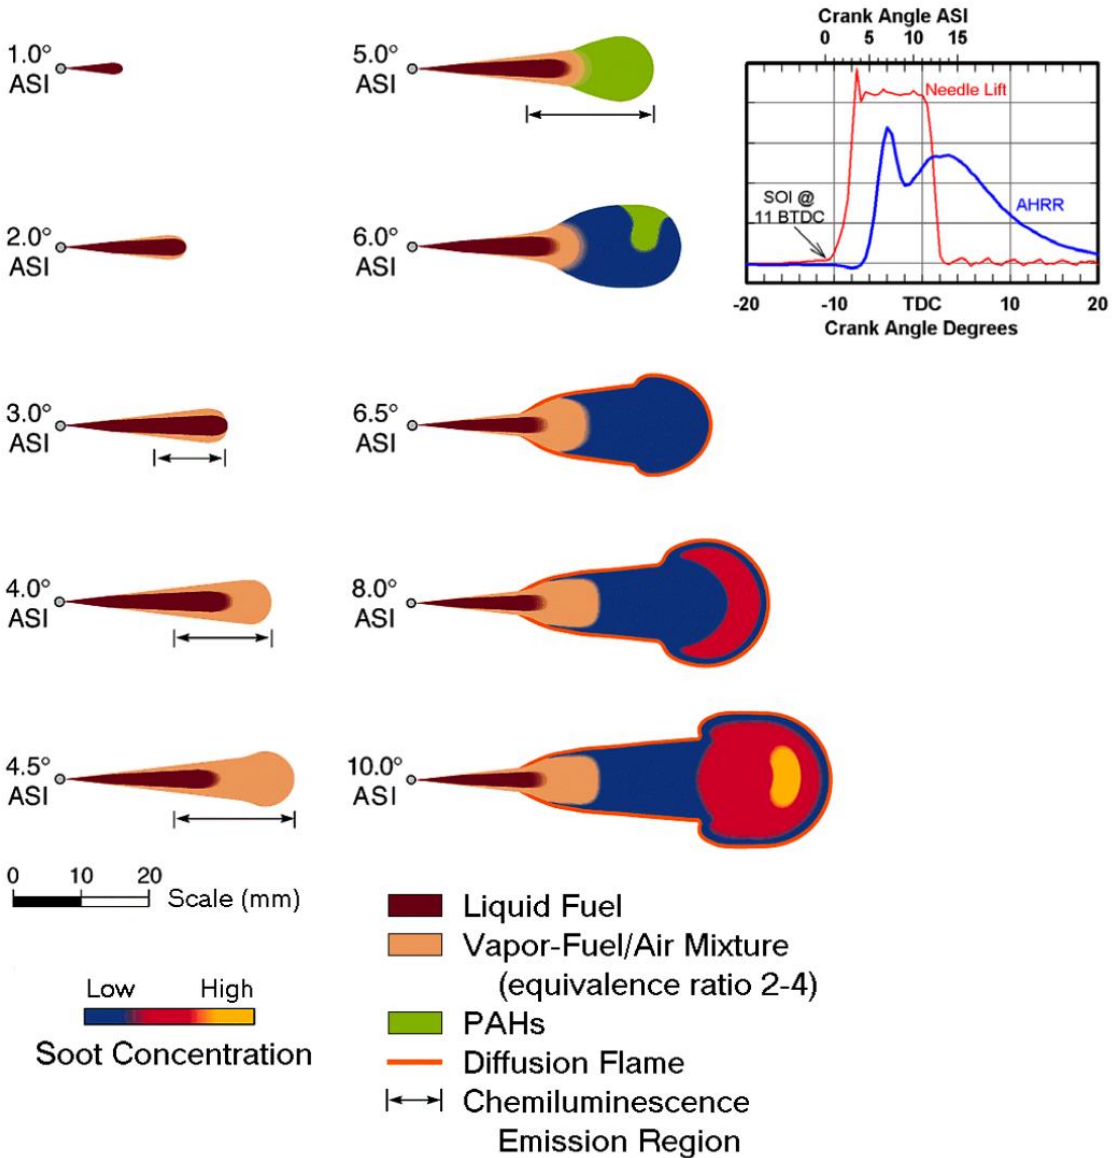 1.0°
ASI
2.0°
ASI
3.0°
ASI
4.0°
ASI
4.5°
ASI
5.0°
ASI
6.0°
ASI
6.5°
ASI
8.0°
ASI
10.0°
ASI
Crank Angle ASI
0 5 10 15
Needle Lift
SOI @
11 BTDC
AHRR
-20 -10 TDC 10 20
Crank Angle Degrees
0 10 20
Scale (mm)
Low High
Soot Concentration
Liquid Fuel
Vapor-Fuel/Air Mixture
(equivalence ratio 2-4)
PAHs
Diffusion Flame
Chemiluminescence
Emission Region